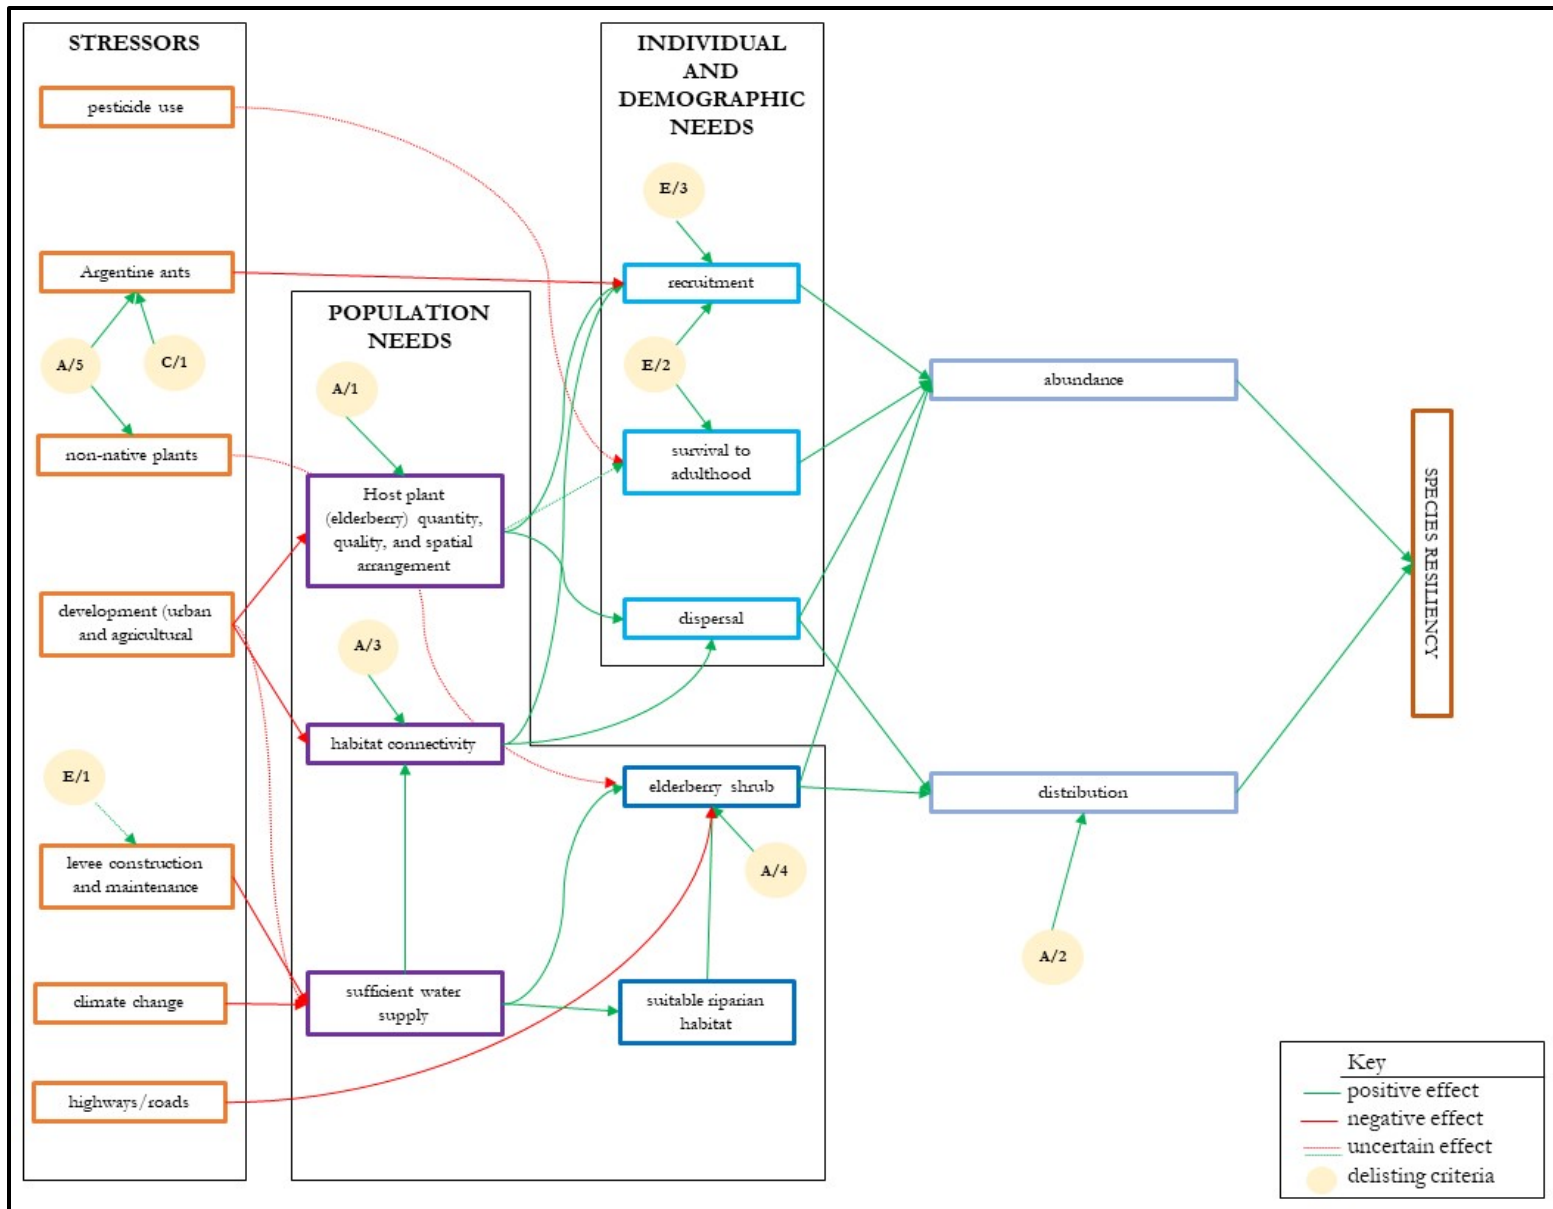 STRESSORS
pesticide use
Argentine ants
A/5
C/1
non-native plants
development (urban
and agricultural
E/1
levee construction
and maintenance
climate change
highways/roads
POPULATION
NEEDS
A/1
Host plant
(elderberry) quantity,
quality, and spatial
arrangement
A/3
habitat connectivity
sufficient water
supply
elderberry shrub
A/4
suitable riparian
habitat
INDIVIDUAL
AND
DEMOGRAPHIC
NEEDS
E/3
recruitment
E/2
survival to
adulthood
dispersal
abundance
distribution
A/2
SPECIES RESILIENCY
Key
positive effect
negative effect
uncertain effect
delisting criteria